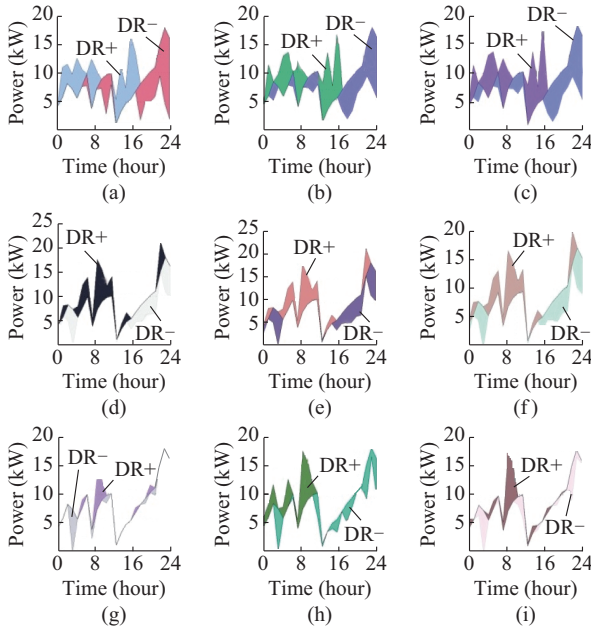 20
15
10
5
0
8
16
24
Power (kW)
DR+
DR−
Time (hour)
(a)
20
15
10
5
0
8
16
24
Power (kW)
DR+
DR−
Time (hour)
(b)
20
15
10
5
0
8
16
24
Power (kW)
DR+
DR−
Time (hour)
(c)
25
20
15
10
5
0
8
16
24
Power (kW)
DR+
DR−
Time (hour)
(d)
25
20
15
10
5
0
8
16
24
Power (kW)
DR+
DR−
Time (hour)
(e)
20
15
10
5
0
8
16
24
Power (kW)
DR+
DR−
Time (hour)
(f)
20
15
10
5
0
8
16
24
Power (kW)
DR−
DR+
Time (hour)
(g)
20
15
10
5
0
8
16
24
Power (kW)
DR+
DR−
Time (hour)
(h)
20
15
10
5
0
8
16
24
Power (kW)
DR+
DR−
Time (hour)
(i)